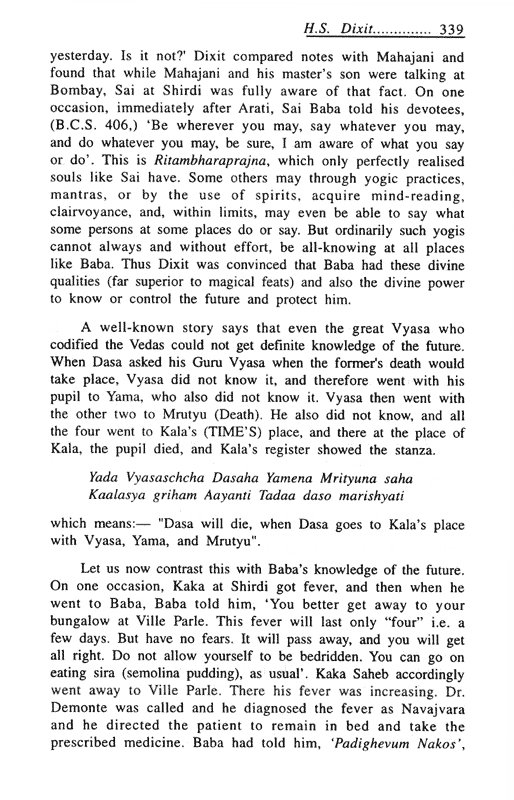 H.S. Dixit.............. 339
yesterday. Is it not?' Dixit compared notes with Mahajani and
found that while Mahajani and his master's son were talking at
Bombay, Sai at Shirdi was fully aware of that fact. On one
occasion, immediately after Arati, Sai Baba told his devotees,
(B.C.S. 406,) ‘Be wherever you may, say whatever you may,
and do whatever you may, be sure, I am aware of what you say
or do’. This is Ritambharaprajna, which only perfectly realised
souls like Sai have. Some others may through yogic practices,
mantras, or by the use of spirits, acquire mind-reading,
clairvoyance, and, within limits, may even be able to say what
some persons at some places do or say. But ordinarily such yogis
cannot always and without effort, be all-knowing at all places
like Baba. Thus Dixit was convinced that Baba had these divine
qualities (far superior to magical feats) and also the divine power
to know or control the future and protect him.
A well-known story says that even the great Vyasa who
codified the Vedas could not get definite knowledge of the future.
When Dasa asked his Guru Vyasa when the former's death would
take place, Vyasa did not know it, and therefore went with his
pupil to Yama, who also did not know it. Vyasa then went with
the other two to Mrutyu (Death). He also did not know, and all
the four went to Kala’s (TIME’S) place, and there at the place of
Kala, the pupil died, and Kala’s register showed the stanza.
Yada Vyasaschcha Dasaha Yamena Mrityuna saha
Kaalasya griham Aayanti Tadaa daso marishyati
which means:— "Dasa will die, when Dasa goes to Kala’s place
with Vyasa, Yama, and Mrutyu".
Let us now contrast this with Baba’s knowledge of the future.
On one occasion, Kaka at Shirdi got fever, and then when he
went to Baba, Baba told him, ‘You better get away to your
bungalow at Ville Parle. This fever will last only “four” i.e. a
few days. But have no fears. It will pass away, and you will get
all right. Do not allow yourself to be bedridden. You can go on
eating sira (semolina pudding), as usual’. Kaka Saheb accordingly
went away to Ville Parle. There his fever was increasing. Dr.
Demonte was called and he diagnosed the fever as Navajvara
and he directed the patient to remain in bed and take the
prescribed medicine. Baba had told him, ‘Padighevum Nakos’,